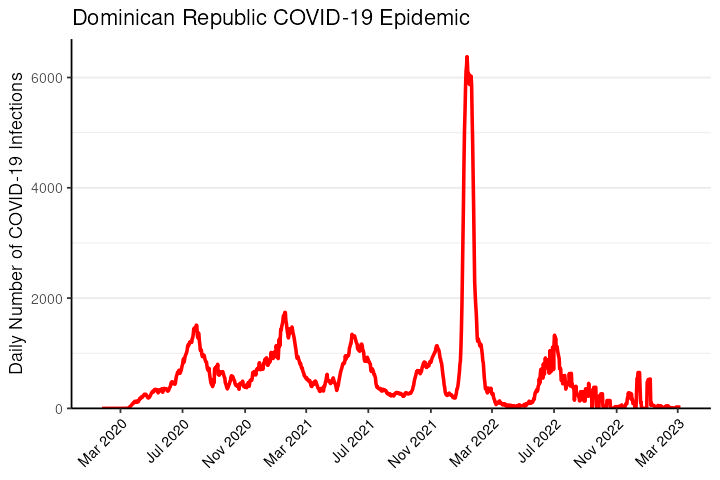 Dominican Republic COVID-19 Epidemic
Daily Number of COVID-19 Infections
6000
4000
2000
0
Mar 2020
Jul 2020
Nov 2020
Mar 2021
Jul 2021
Nov 2021
Mar 2022
Jul 2022
Nov 2022
Mar 2023